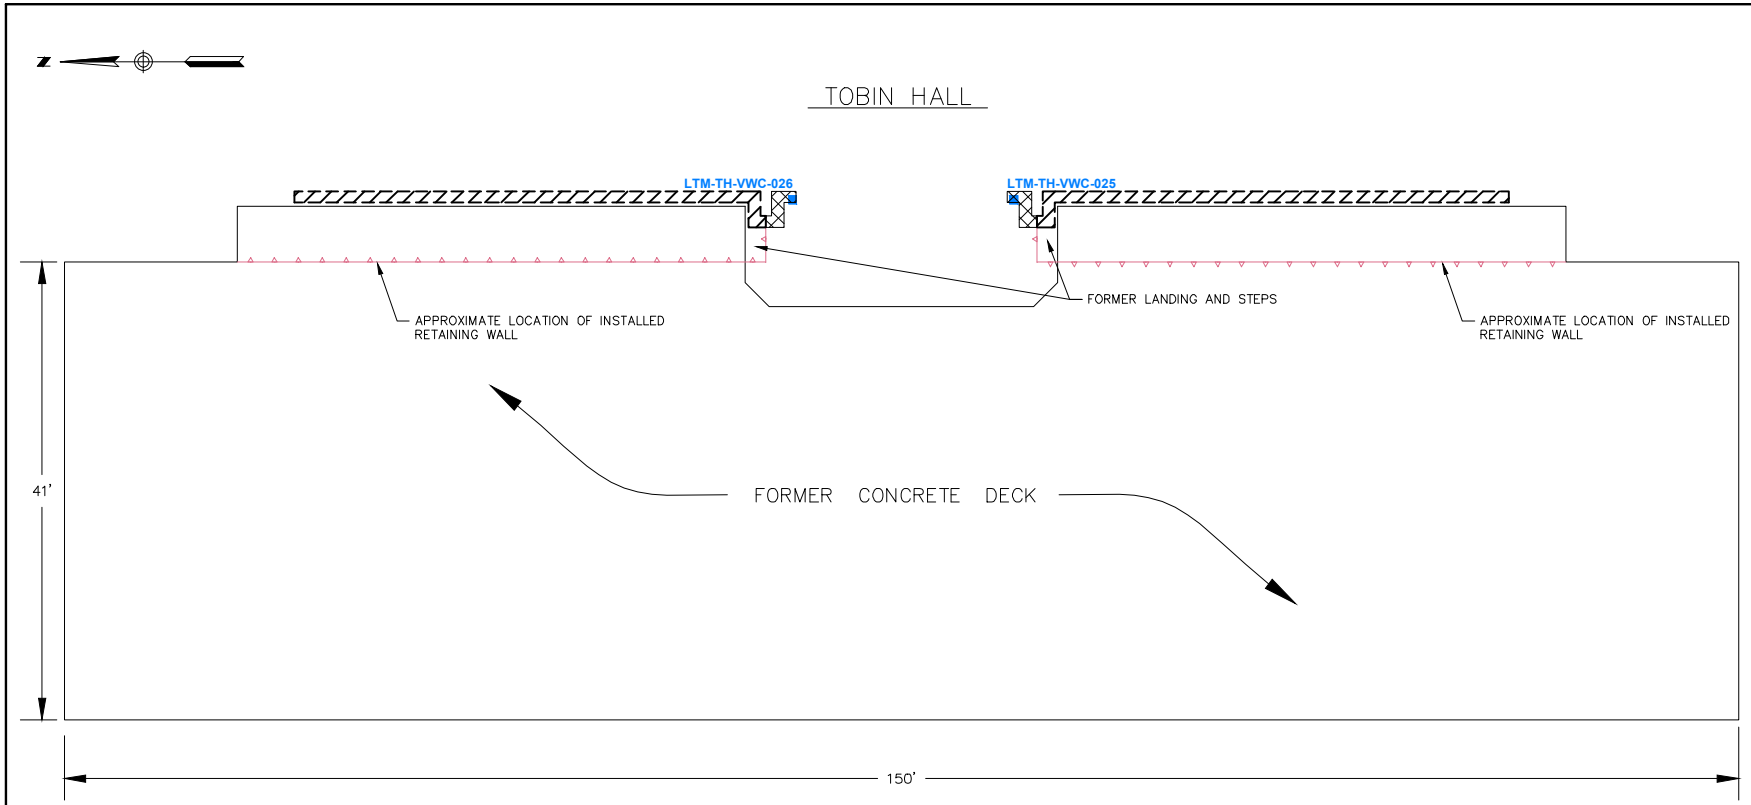 N
TOBIN HALL
LTM-TH-VWC-026
LTM-TH-VWC-025
FORMER LANDING AND STEPS
APPROXIMATE LOCATION OF INSTALLED
RETAINING WALL
APPROXIMATE LOCATION OF INSTALLED
RETAINING WALL
41'
FORMER CONCRETE DECK
150'